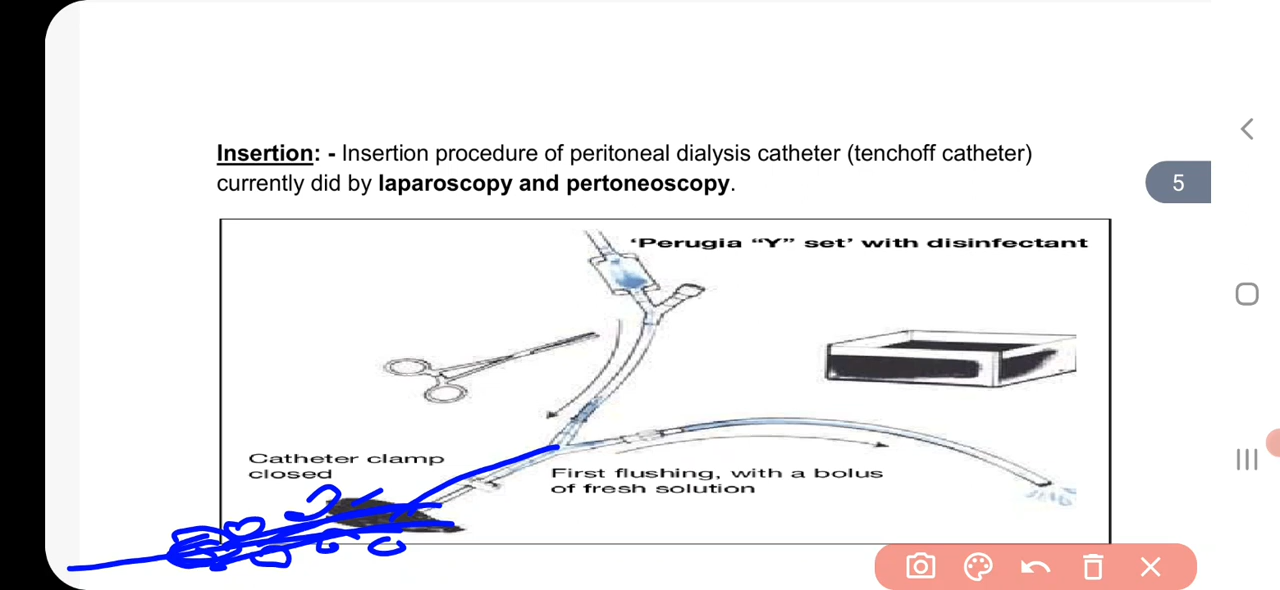 Insertion: - Insertion procedure of peritoneal dialysis catheter (tenchoff catheter)
currently did by laparoscopy and pertoneoscopy.
5
‘Perugia “Y” set’ with disinfectant
Catheter clamp
closed
First flushing, with a bolus
of fresh solution